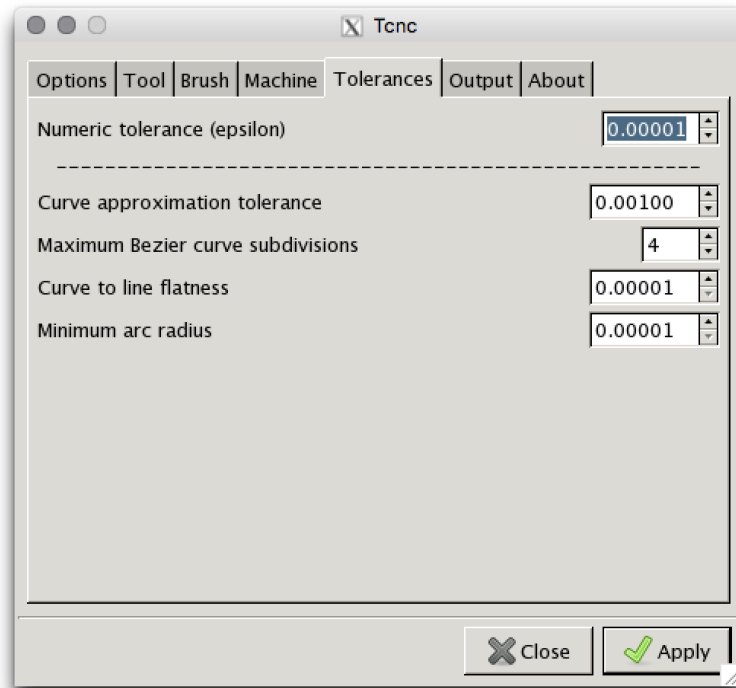 Tcnc
Options Tool Brush Machine Tolerances Output About
Numeric tolerance (epsilon) 0.00001
Curve approximation tolerance 0.00100
Maximum Bezier curve subdivisions 4
Curve to line flatness 0.00001
Minimum arc radius 0.00001
Close Apply